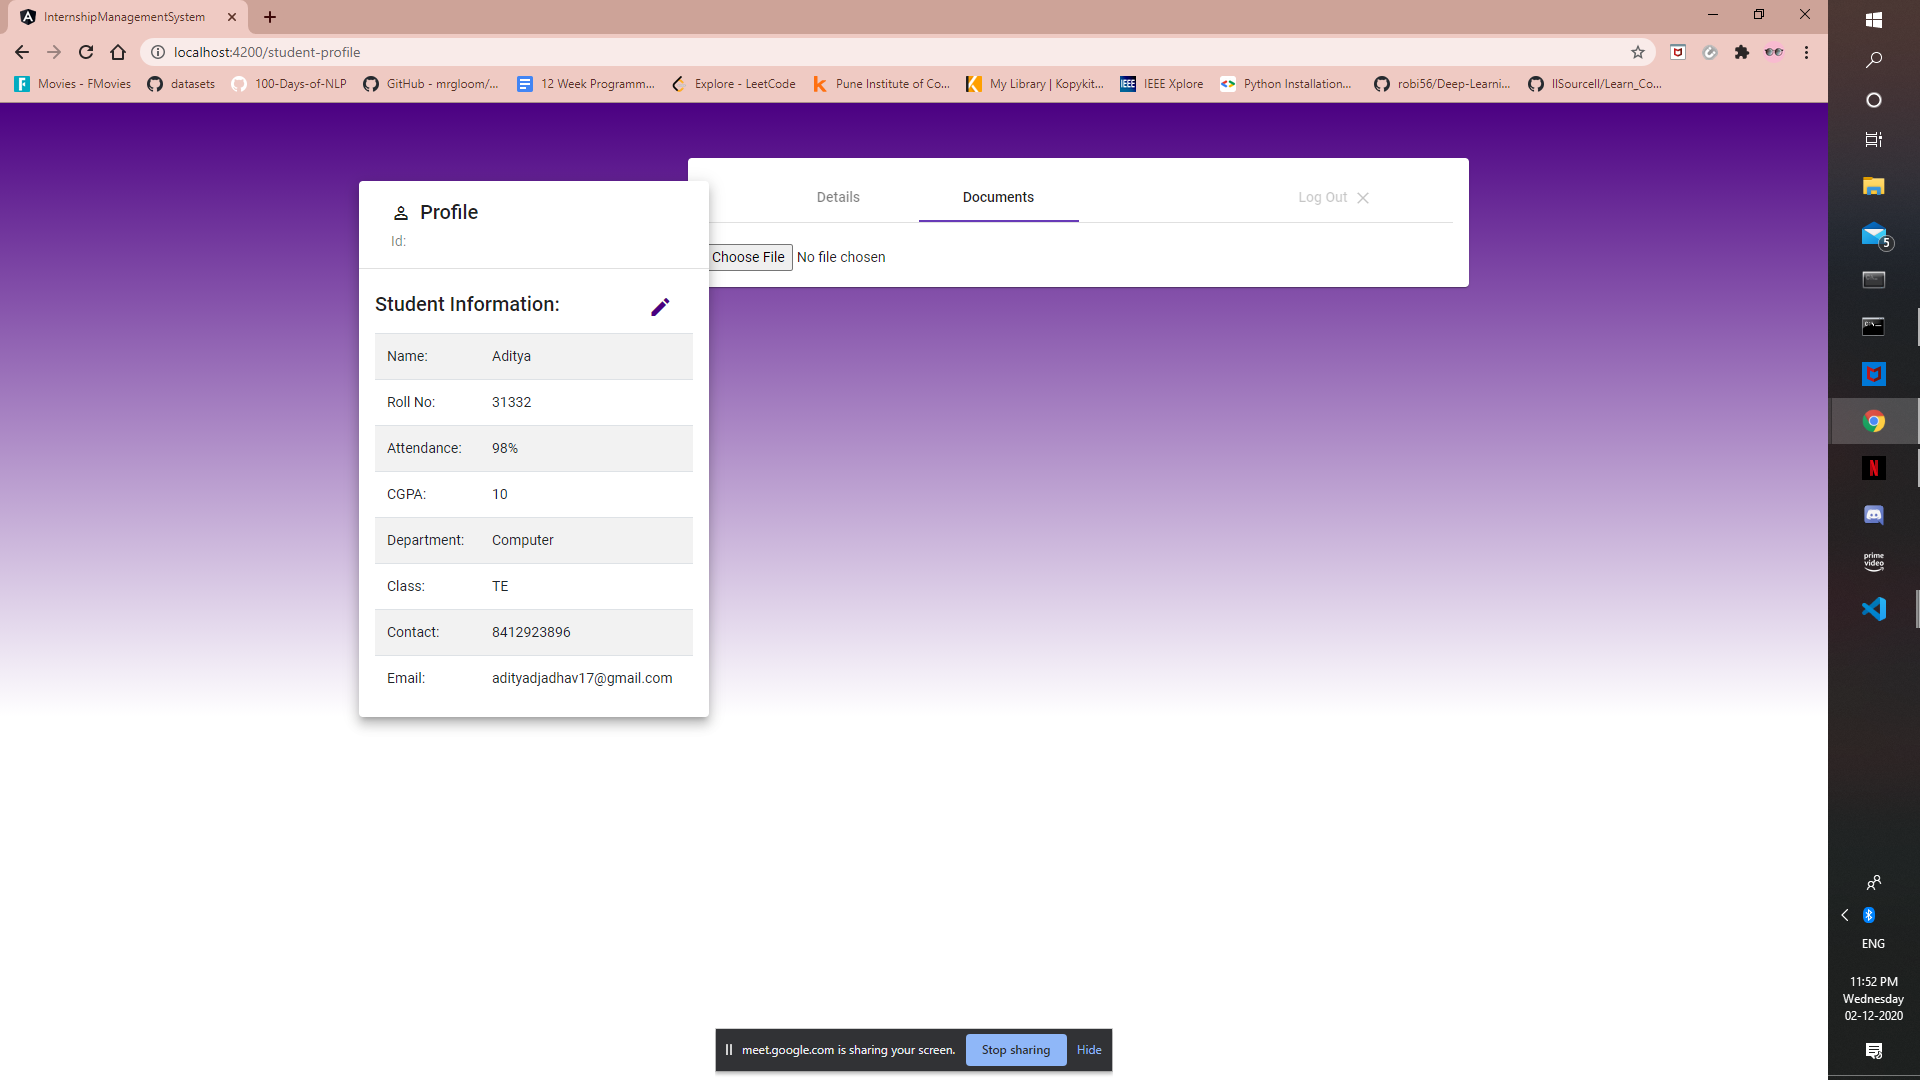 InternshipManagementSystem
localhost:4200/student-profile
Movies - FMovies
datasets
100-Days-of-NLP
GitHub - mrgloom/...
12 Week Programm...
Explore - LeetCode
Pune Institute of Co...
My Library | Kopykit...
IEEE
IEEE Xplore
Python Installation...
robi56/Deep-Learni...
llSourcell/Learn_Co...
Profile
Id:
Details
Documents
Log Out
Choose File No file chosen
Student Information:
Name: Aditya
Roll No: 31332
Attendance: 98%
CGPA: 10
Department: Computer
Class: TE
Contact: 8412923896
Email: adityadjadhav17@gmail.com
meet.google.com is sharing your screen.
Stop sharing
Hide
5
N
prime
video
ENG
11:52 PM
Wednesday
02-12-2020